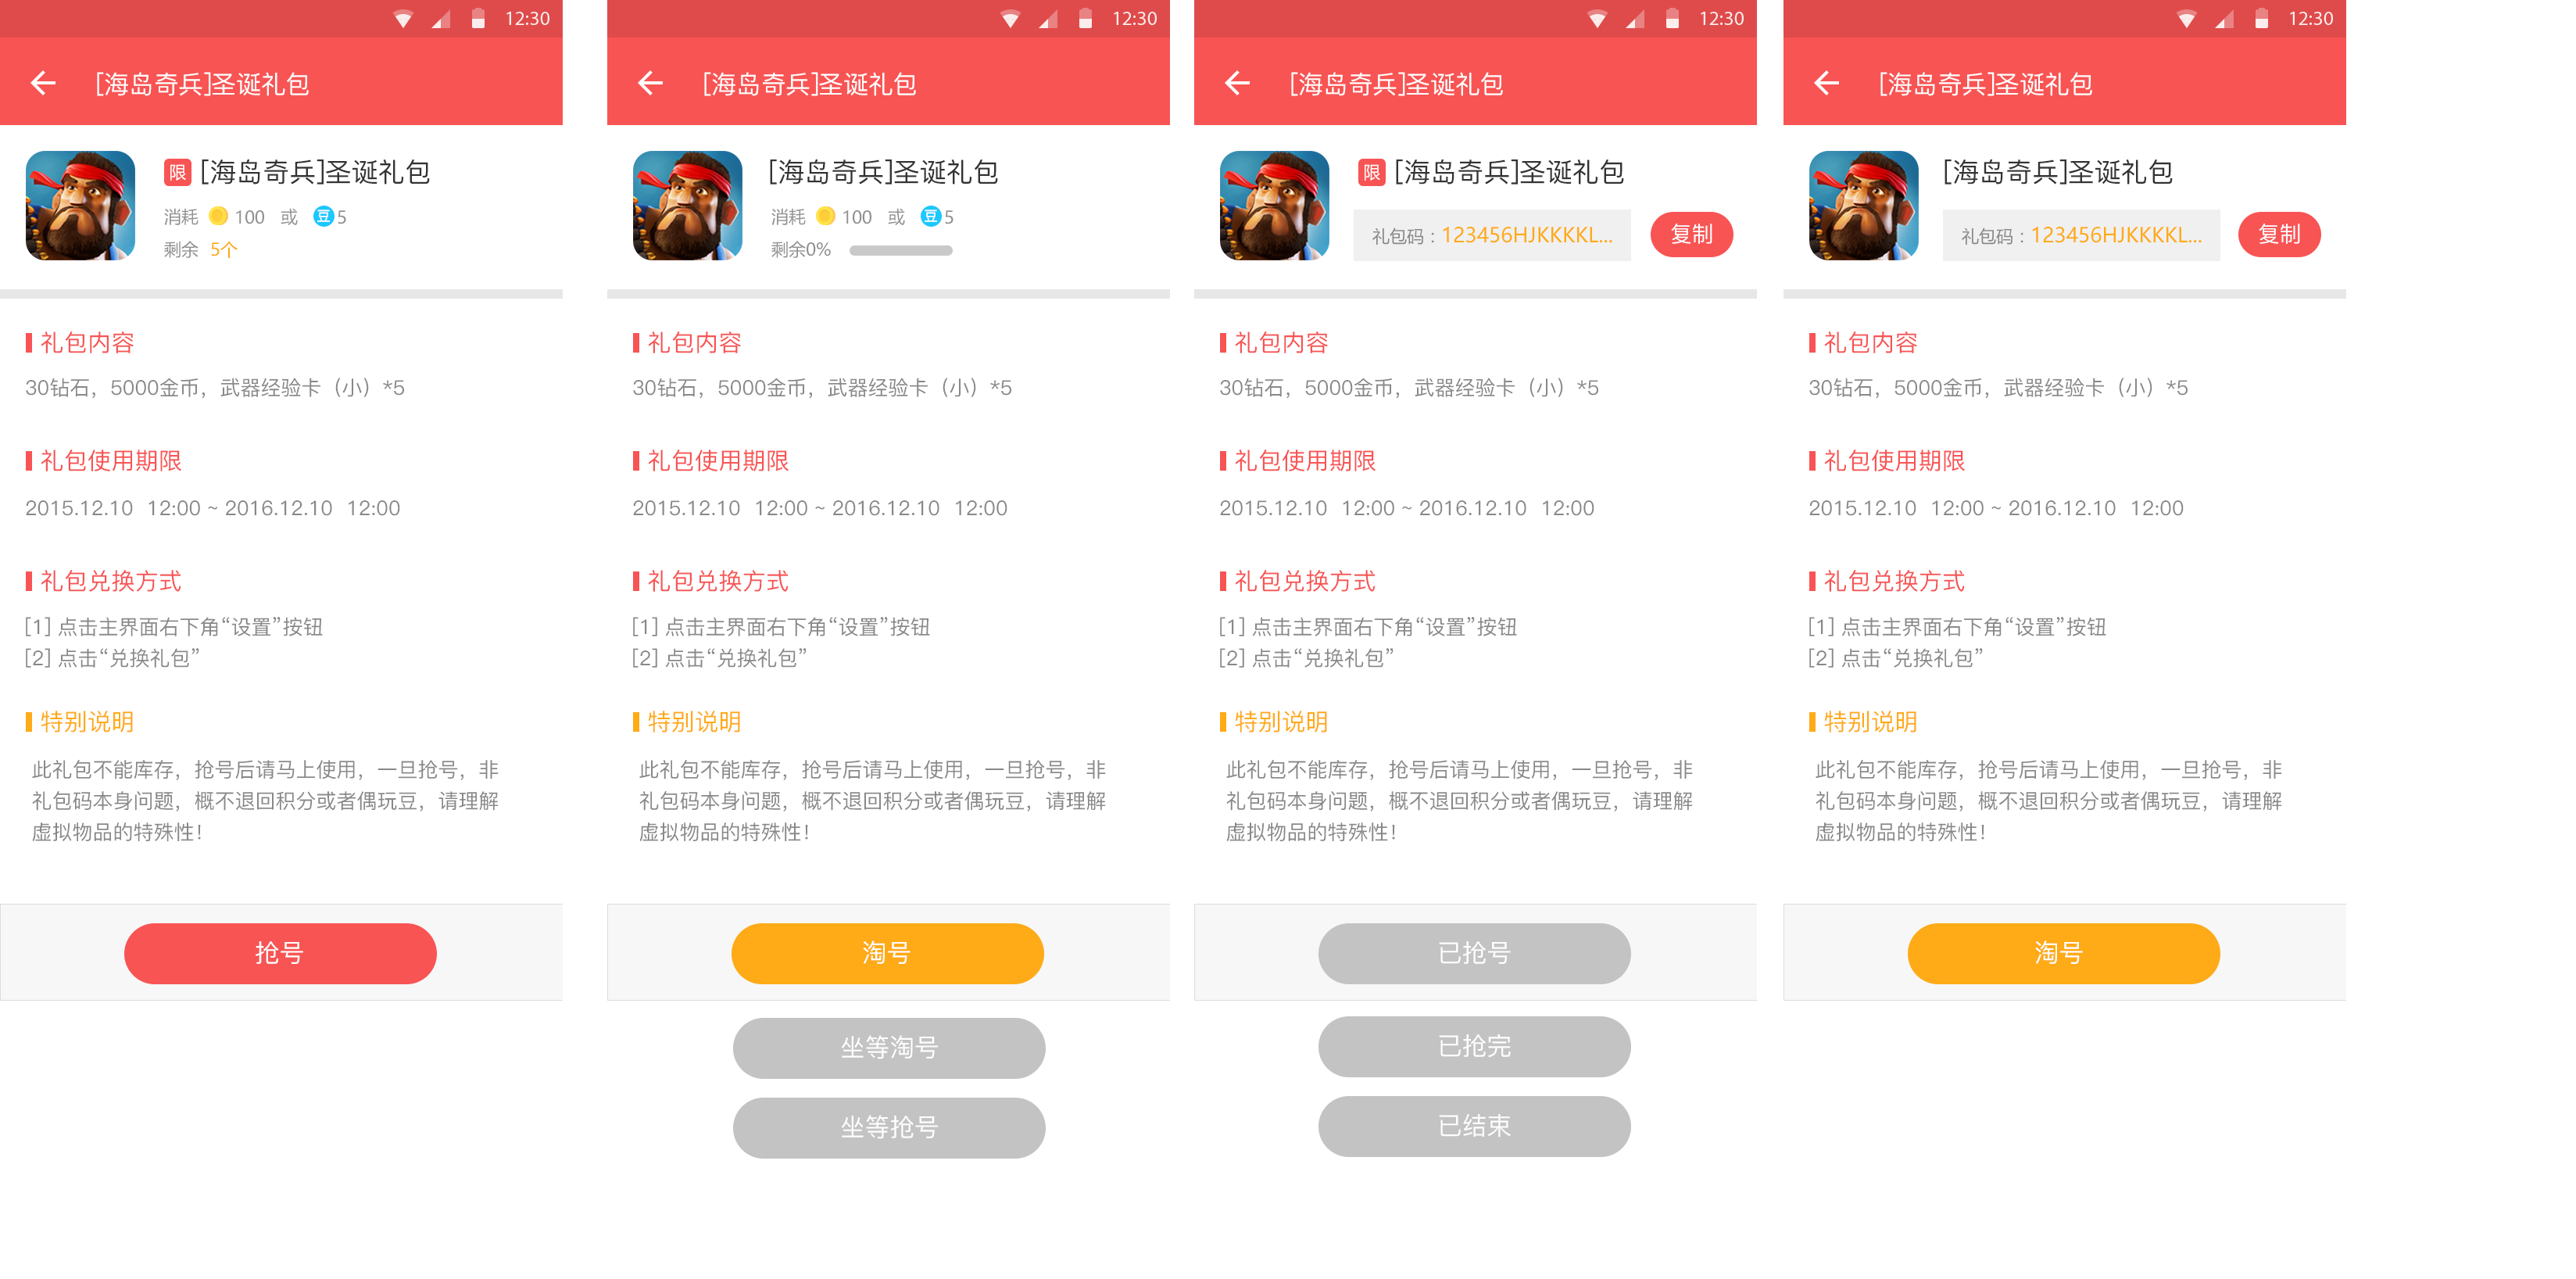 12:30
[海岛奇兵]圣诞礼包
限 [海岛奇兵]圣诞礼包
消耗 100 或 豆 5
剩余 5个
礼包内容
30钻石，5000金币，武器经验卡（小）*5
礼包使用期限
2015.12.10 12:00 ~ 2016.12.10 12:00
礼包兑换方式
[1] 点击主界面右下角“设置”按钮
[2] 点击“兑换礼包”
特别说明
此礼包不能库存，抢号后请马上使用，一旦抢号，非
礼包码本身问题，概不退回积分或者偶玩豆，请理解
虚拟物品的特殊性！
抢号
12:30
[海岛奇兵]圣诞礼包
[海岛奇兵]圣诞礼包
消耗 100 或 豆 5
剩余0%
礼包内容
30钻石，5000金币，武器经验卡（小）*5
礼包使用期限
2015.12.10 12:00 ~ 2016.12.10 12:00
礼包兑换方式
[1] 点击主界面右下角“设置”按钮
[2] 点击“兑换礼包”
特别说明
此礼包不能库存，抢号后请马上使用，一旦抢号，非
礼包码本身问题，概不退回积分或者偶玩豆，请理解
虚拟物品的特殊性！
淘号
坐等淘号
坐等抢号
12:30
[海岛奇兵]圣诞礼包
限 [海岛奇兵]圣诞礼包
礼包码：123456HJKKKKL... 复制
礼包内容
30钻石，5000金币，武器经验卡（小）*5
礼包使用期限
2015.12.10 12:00 ~ 2016.12.10 12:00
礼包兑换方式
[1] 点击主界面右下角“设置”按钮
[2] 点击“兑换礼包”
特别说明
此礼包不能库存，抢号后请马上使用，一旦抢号，非
礼包码本身问题，概不退回积分或者偶玩豆，请理解
虚拟物品的特殊性！
已抢号
已抢完
已结束
12:30
[海岛奇兵]圣诞礼包
[海岛奇兵]圣诞礼包
礼包码：123456HJKKKKL... 复制
礼包内容
30钻石，5000金币，武器经验卡（小）*5
礼包使用期限
2015.12.10 12:00 ~ 2016.12.10 12:00
礼包兑换方式
[1] 点击主界面右下角“设置”按钮
[2] 点击“兑换礼包”
特别说明
此礼包不能库存，抢号后请马上使用，一旦抢号，非
礼包码本身问题，概不退回积分或者偶玩豆，请理解
虚拟物品的特殊性！
淘号